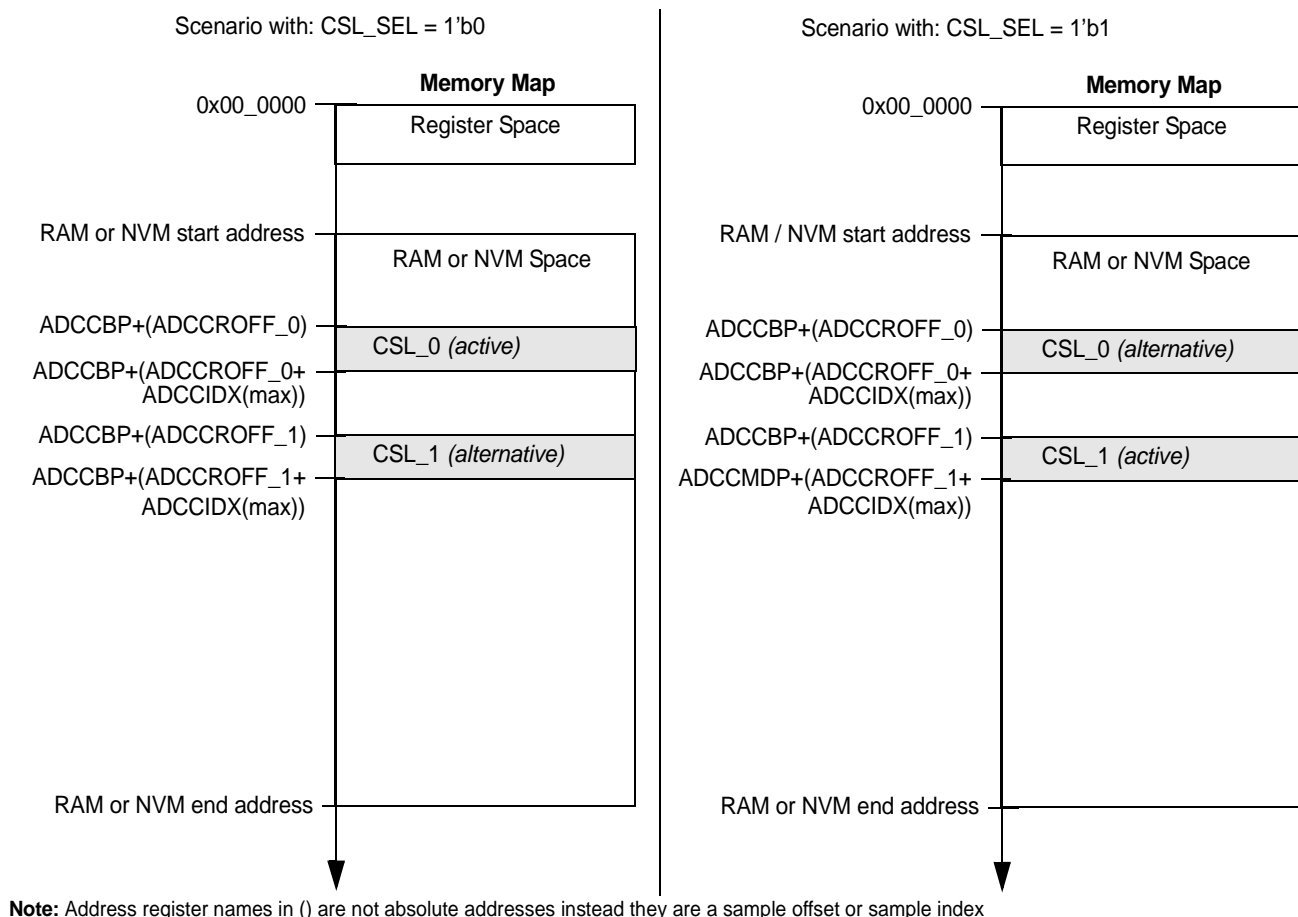 Scenario with: CSL_SEL = 1'b0
Memory Map
0x00_0000
Register Space
RAM or NVM start address
RAM or NVM Space
ADCCBP+(ADCCROFF_0)
CSL_0 (active)
ADCCBP+(ADCCROFF_0+
ADCCIDX(max))
ADCCBP+(ADCCROFF_1)
CSL_1 (alternative)
ADCCBP+(ADCCROFF_1+
ADCCIDX(max))
RAM or NVM end address
Scenario with: CSL_SEL = 1'b1
Memory Map
0x00_0000
Register Space
RAM / NVM start address
RAM or NVM Space
ADCCBP+(ADCCROFF_0)
CSL_0 (alternative)
ADCCBP+(ADCCROFF_0+
ADCCIDX(max))
ADCCBP+(ADCCROFF_1)
CSL_1 (active)
ADCCMDP+(ADCCROFF_1+
ADCCIDX(max))
RAM or NVM end address
Note: Address register names in () are not absolute addresses instead they are a sample offset or sample index